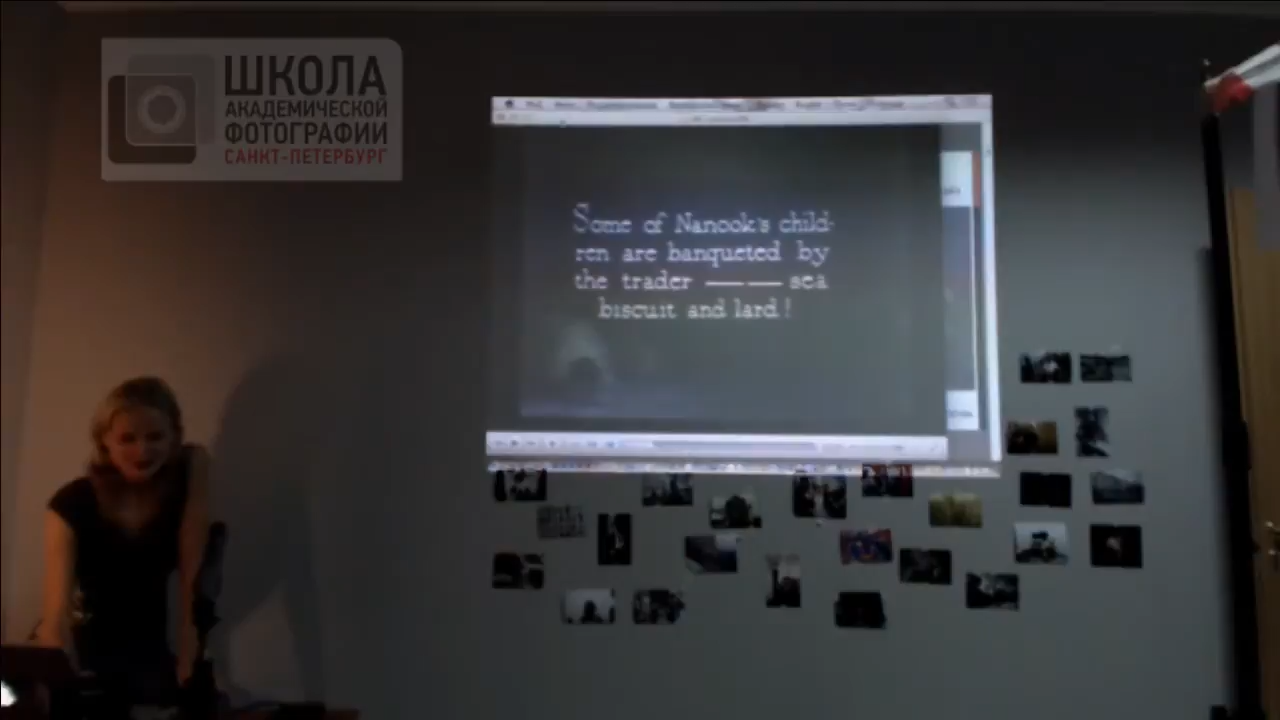 ШКОЛА
АКАДЕМИЧЕСКОЙ
ФОТОГРАФИИ
САНКТ-ПЕТЕРБУРГ
Some of Nanook's child-
ren are banqueted by
the trader — — sea
biscuit and lard!